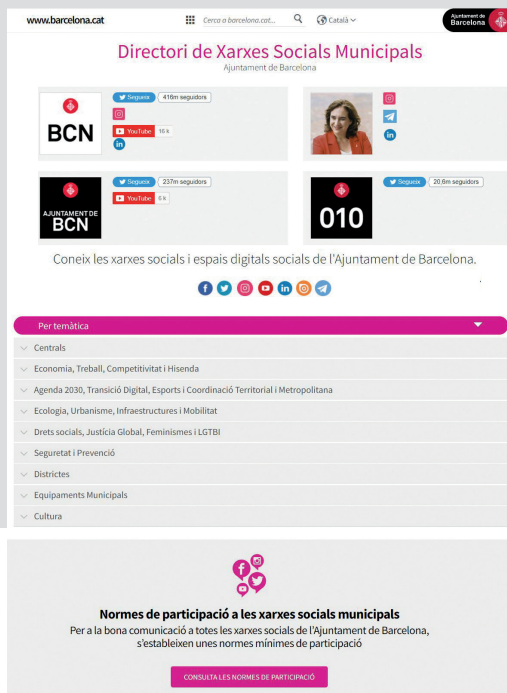 www.barcelona.cat
Cerca a barcelona.cat...
Català
Ajuntament de
Barcelona
Directori de Xarxes Socials Municipals
Ajuntament de Barcelona
BCN
Segueix
416m seguidors
YouTube
16 k
in
in
AJUNTAMENT DE
BCN
Segueix
237m seguidors
YouTube
6 k
010
Segueix
20,6m seguidors
Coneix les xarxes socials i espais digitals socials de l'Ajuntament de Barcelona.
f
in
Per temàtica
Centrals
Economia, Treball, Competitivitat i Hisenda
Agenda 2030, Transició Digital, Esports i Coordinació Territorial i Metropolitana
Ecologia, Urbanisme, Infraestructures i Mobilitat
Drets socials, Justícia Global, Feminismes i LGTBI
Seguretat i Prevenció
Districtes
Equipaments Municipals
Cultura
f
Normes de participació a les xarxes socials municipals
Per a la bona comunicació a totes les xarxes socials de l'Ajuntament de Barcelona,
s'estableixen unes normes mínimes de participació
CONSULTA LES NORMES DE PARTICIPACIÓ